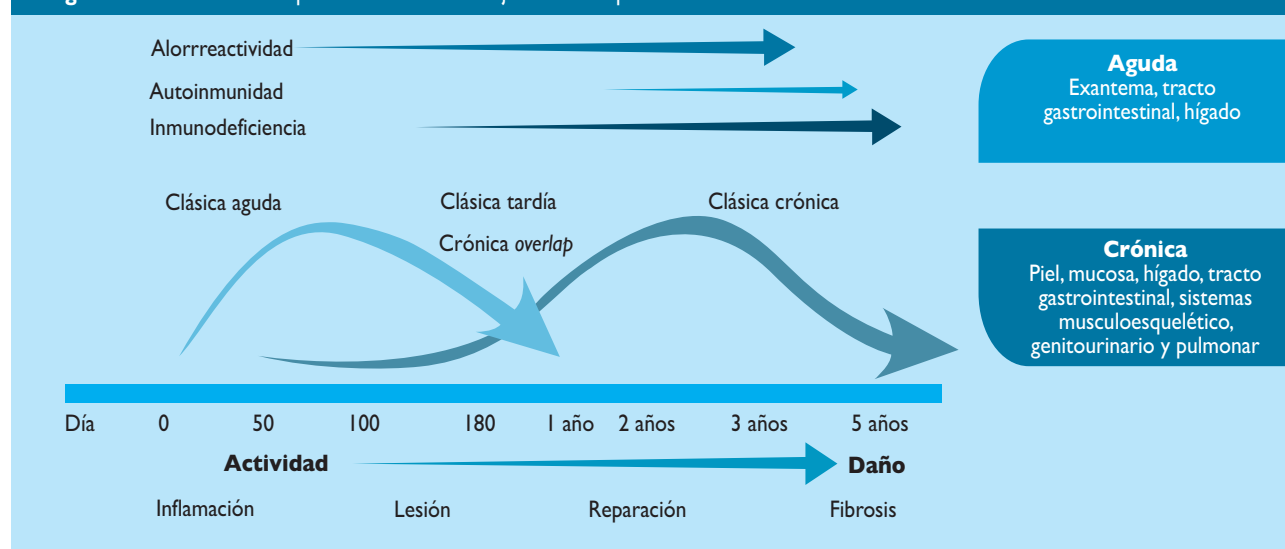 Alorrreactividad
Autoinmunidad
Inmunodeficiencia
Aguda
Exantema, tracto
gastrointestinal, hígado
Clásica aguda
Clásica tardía
Clásica crónica
Crónica overlap
Crónica
Piel, mucosa, hígado, tracto
gastrointestinal, sistemas
musculoesquelético,
genitourinario y pulmonar
Día 0 50 100 180 1 año 2 años 3 años 5 años
Actividad Daño
Inflamación Lesión Reparación Fibrosis